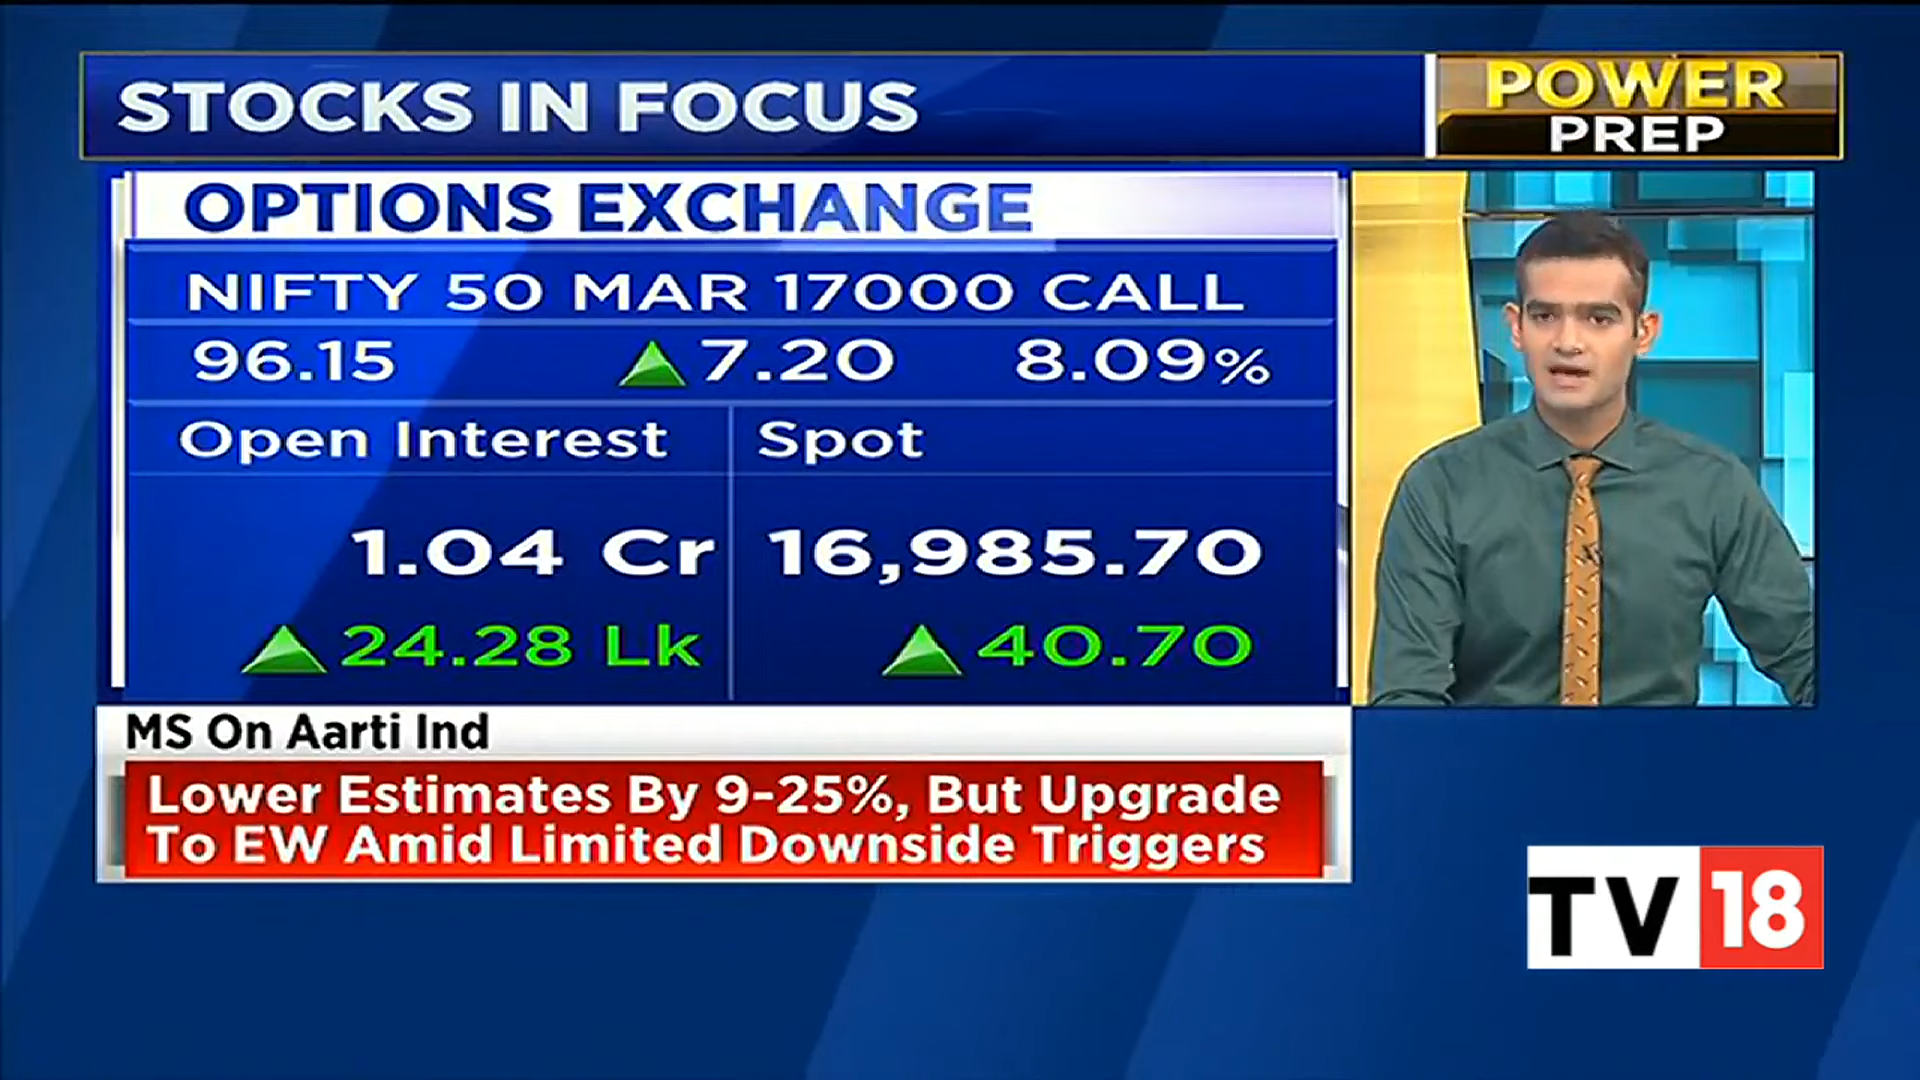 STOCKS IN FOCUS
POWER
PREP
OPTIONS EXCHANGE
NIFTY 50 MAR 17000 CALL
96.15 ▲7.20 8.09%
Open Interest Spot
1.04 Cr 16,985.70
▲24.28 Lk ▲40.70
MS On Aarti Ind
Lower Estimates By 9-25%, But Upgrade
To EW Amid Limited Downside Triggers
TV18